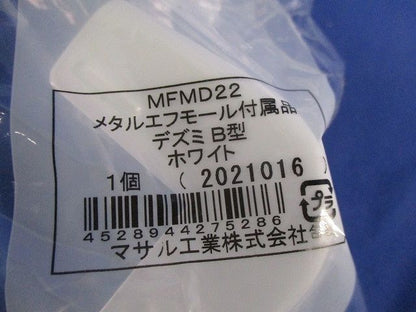 MFMD22
メタルエフモール付属品
デズミ B型
ホワイト
1個 (2021016)
プラ
4528944275286
マサル工業株式会社